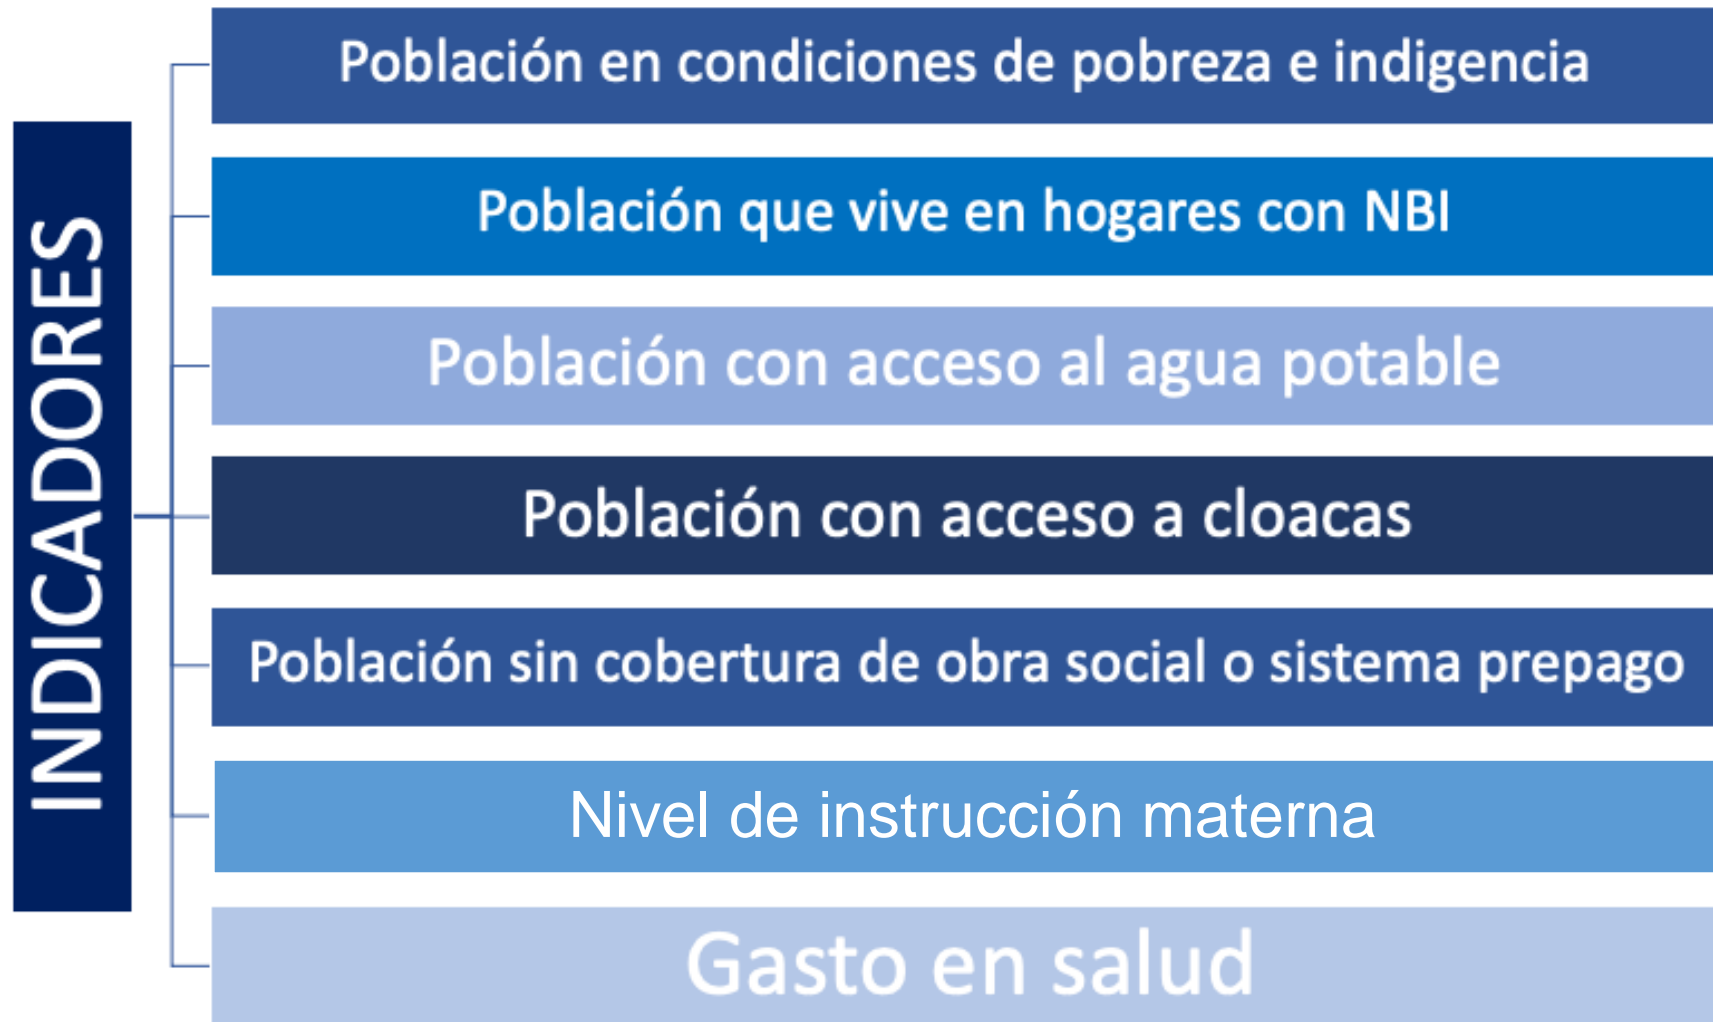 INDICADORES
Población en condiciones de pobreza e indigencia
Población que vive en hogares con NBI
Población con acceso al agua potable
Población con acceso a cloacas
Población sin cobertura de obra social o sistema prepago
Nivel de instrucción materna
Gasto en salud